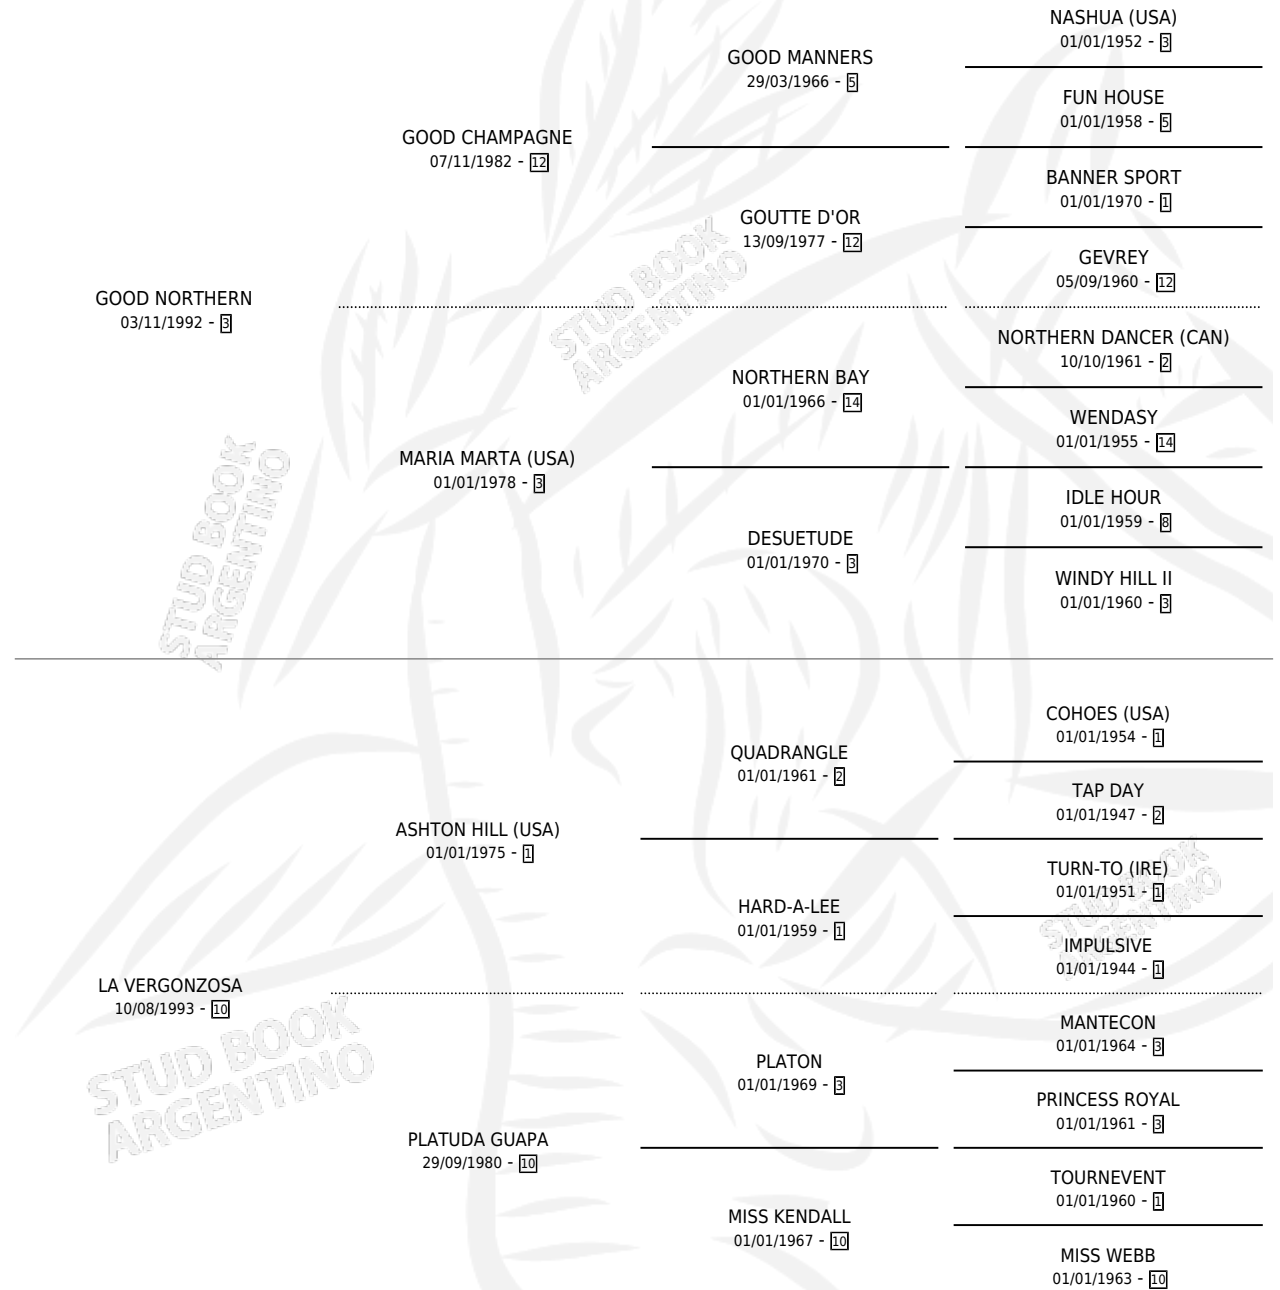 NASHUA (USA)
01/01/1952 - 3
GOOD MANNERS
29/03/1966 - 5
FUN HOUSE
01/01/1958 - 5
GOOD CHAMPAGNE
07/11/1982 - 12
BANNER SPORT
01/01/1970 - 1
GOUTTE D'OR
13/09/1977 - 12
GEVREY
05/09/1960 - 12
GOOD NORTHERN
03/11/1992 - 3
NORTHERN DANCER (CAN)
10/10/1961 - 2
NORTHERN BAY
01/01/1966 - 14
WENDASY
01/01/1955 - 14
MARIA MARTA (USA)
01/01/1978 - 3
IDLE HOUR
01/01/1959 - 8
DESUETUDE
01/01/1970 - 3
WINDY HILL II
01/01/1960 - 3
COHOES (USA)
01/01/1954 - 1
QUADRANGLE
01/01/1961 - 2
TAP DAY
01/01/1947 - 2
ASHTON HILL (USA)
01/01/1975 - 1
TURN-TO (IRE)
01/01/1951 - 1
HARD-A-LEE
01/01/1959 - 1
IMPULSIVE
01/01/1944 - 1
LA VERGONZOSA
10/08/1993 - 10
MANTECON
01/01/1964 - 3
PLATON
01/01/1969 - 3
PRINCESS ROYAL
01/01/1961 - 3
PLATUDA GUAPA
29/09/1980 - 10
TOURNEVENT
01/01/1960 - 1
MISS KENDALL
01/01/1967 - 10
MISS WEBB
01/01/1963 - 10
STUD BOOK
ARGENTINO
STUD BOOK
ARGENTINO
STUD BOOK
ARGENTINO
STUD BOOK
ARGENTINO